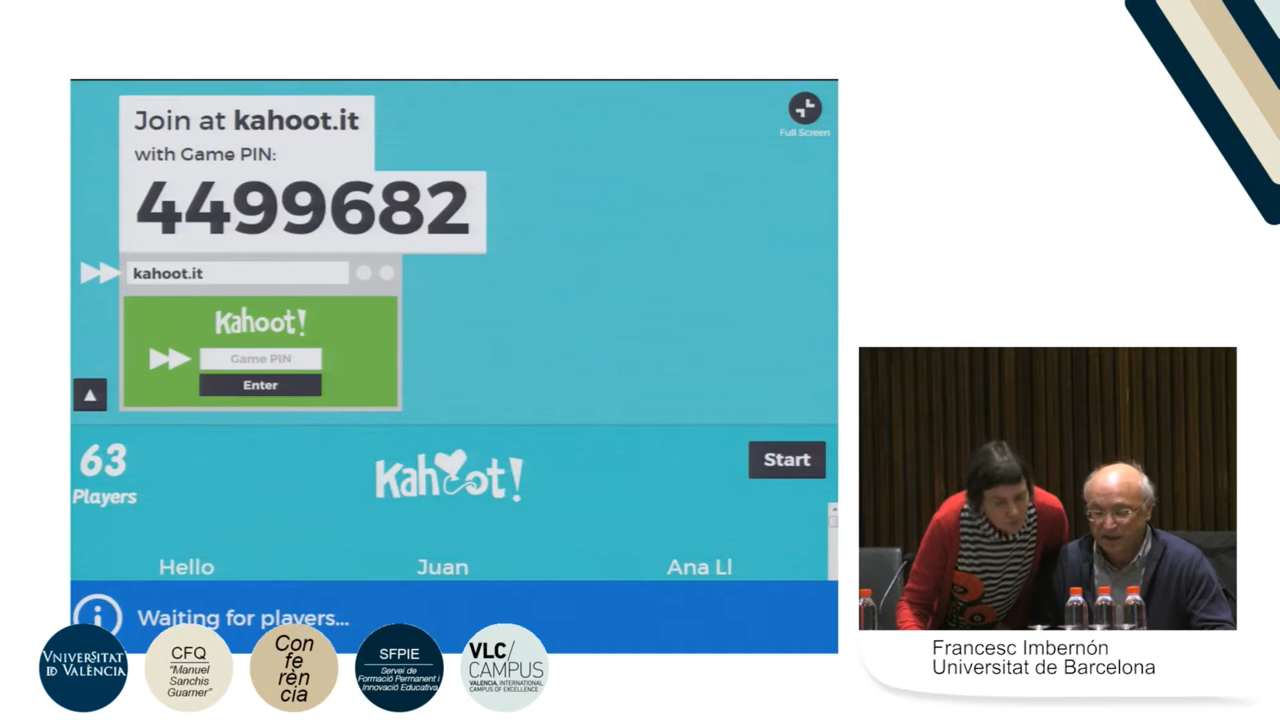 Join at kahoot.it
with Game PIN:
4499682
Full Screen
kahoot.it
Kahoot!
Game PIN
Enter
63
Players
Kahoot!
Start
Hello
Juan
Ana Ll
Waiting for players...
VNIVERSITAT
D VALÈNCIA
CFQ
"Manuel
Sanchis
Guarner"
Con
fe
rèn
cia
SFPIE
Servei de
Formació Permanent i
Innovació Educativa
VLC/
CAMPUS
VALENCIA, INTERNATIONAL
CAMPUS OF EXCELLENCE
Francesc Imbernón
Universitat de Barcelona